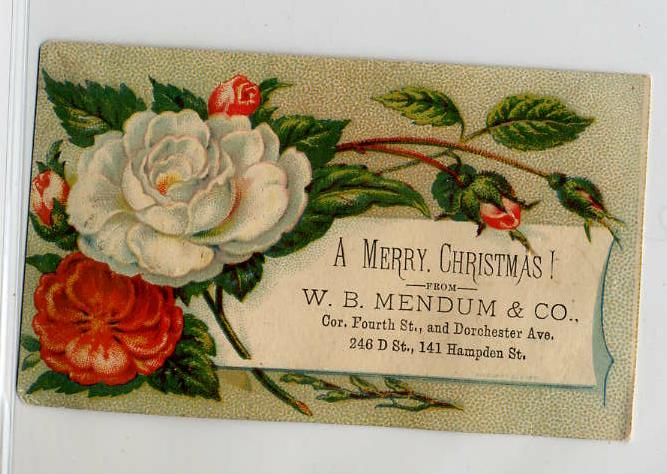 A MERRY. CHRISTMAS!
FROM
W. B. MENDUM & CO.,
Cor. Fourth St., and Dorchester Ave.
246 D St., 141 Hampden St.